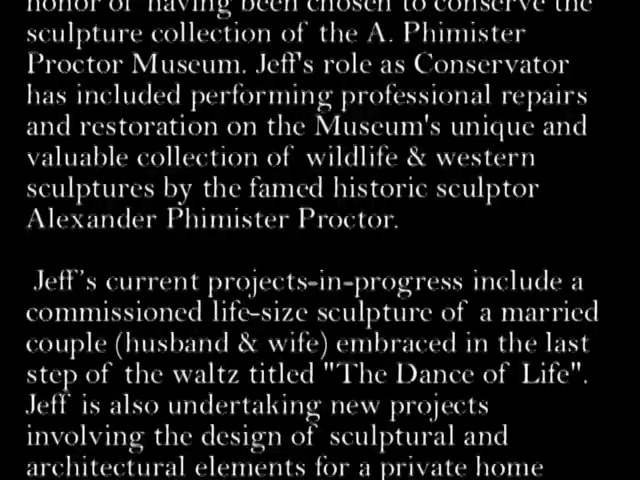 honor of having been chosen to conserve the
sculpture collection of the A. Phimister
Proctor Museum. Jeff's role as Conservator
has included performing professional repairs
and restoration on the Museum's unique and
valuable collection of wildlife & western
sculptures by the famed historic sculptor
Alexander Phimister Proctor.
Jeff's current projects-in-progress include a
commissioned life-size sculpture of a married
couple (husband & wife) embraced in the last
step of the waltz titled "The Dance of Life".
Jeff is also undertaking new projects
involving the design of sculptural and
architectural elements for a private home